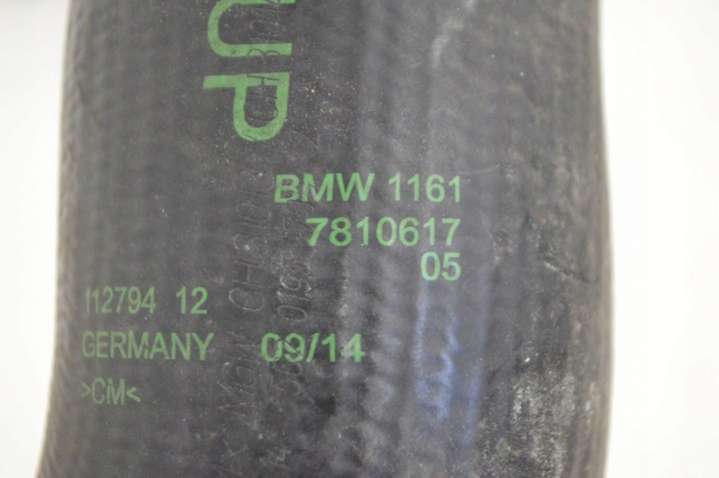 UP
BMW 1161
7810617
05
112794 12
GERMANY 09/14
>CM<